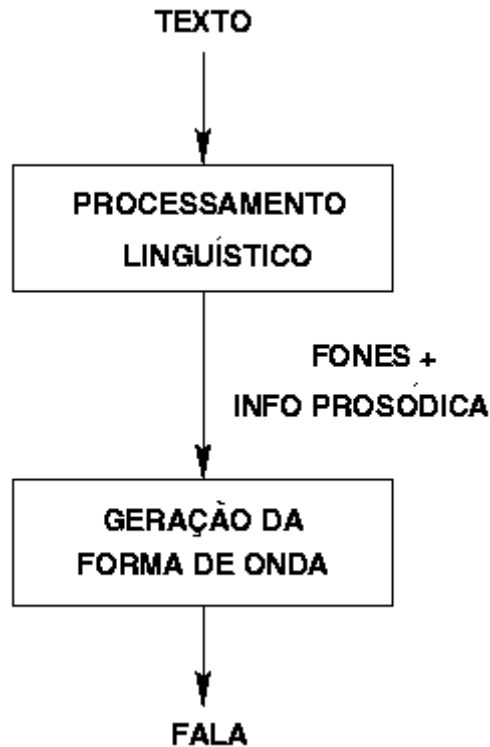 TEXTO
PROCESSAMENTO
LINGUÍSTICO
FONES +
INFO PROSÓDICA
GERAÇÃO DA
FORMA DE ONDA
FALA